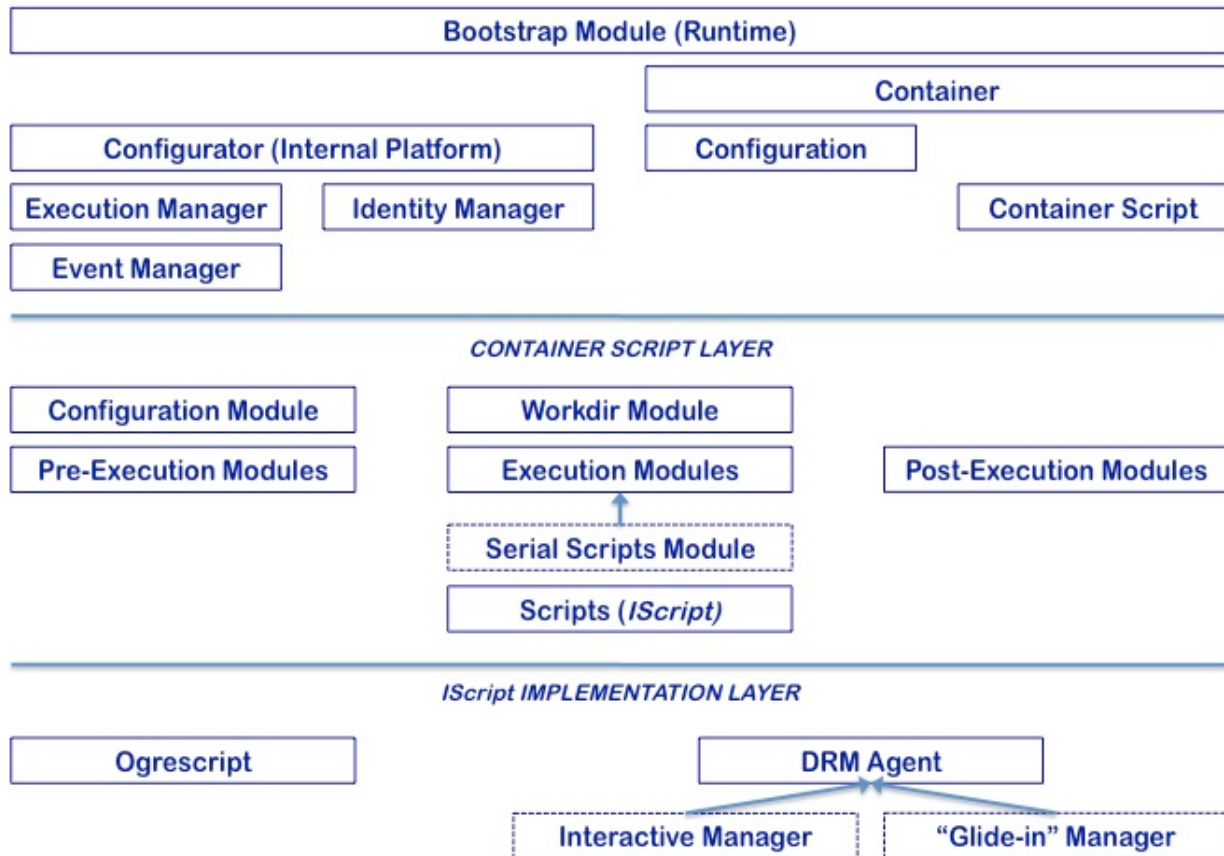 Bootstrap Module (Runtime)
Container
Configurator (Internal Platform)
Configuration
Execution Manager
Identity Manager
Container Script
Event Manager
CONTAINER SCRIPT LAYER
Configuration Module
Workdir Module
Pre-Execution Modules
Execution Modules
Post-Execution Modules
Serial Scripts Module
Scripts (IScript)
IScript IMPLEMENTATION LAYER
Ogrescript
DRM Agent
Interactive Manager
“Glide-in” Manager